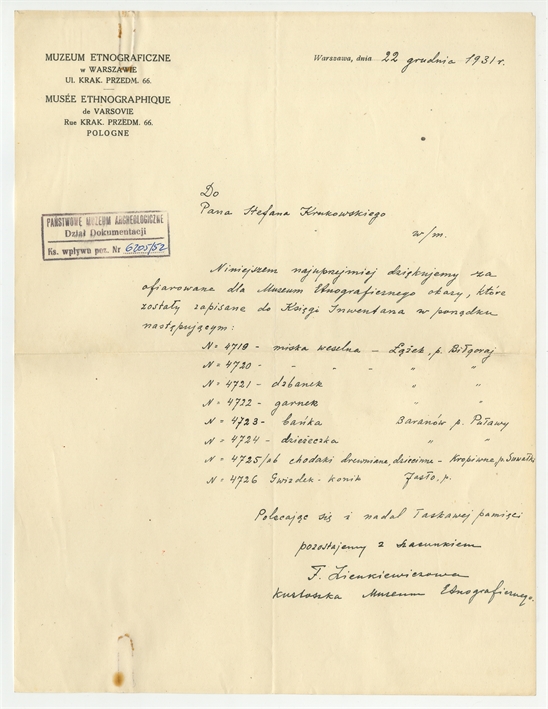 MUZEUM ETNOGRAFICZNE
w WARSZAWIE
UL. KRAK. PRZEDM. 66.
MUSÉE ETHNOGRAPHIQUE
de VARSOVIE
Rue KRAK. PRZEDM. 66.
POLOGNE
Warszawa, dnia 22 grudnia 1931 r.
Do
Pana Stefana Krukowskiego
w/m.
PAŃSTWOWE MUZEUM ARCHEOLOGICZNE
Dział Dokumentacji
Ks. wpływu poz. Nr 6205/52
Niniejszem najuprzejmiej dziękujemy za
ofiarowane dla Muzeum Etnograficznego okazy, które
zostały zapisane do Księgi Inwentarza w porządku
następującym:
N= 4719 - miska weselna - Łążek, p. Biłgoraj
N= 4720 - " " " "
N= 4721 - dzbanek " "
N= 4722 - garnek " "
N= 4723 - bańka Baranów p. Puławy
N= 4724 - dzieżeczka " "
N= 4725/ab chodaki drewniane, dziecinne - Kropiwna p. Suwałki
N= 4726 Gwizdek - konik Jasło, p.
Polecając się i nadal łaskawej pamięci
pozostajemy z szacunkiem
F. Zienkiewiczowa
kustoszka Muzeum Etnograficznego.